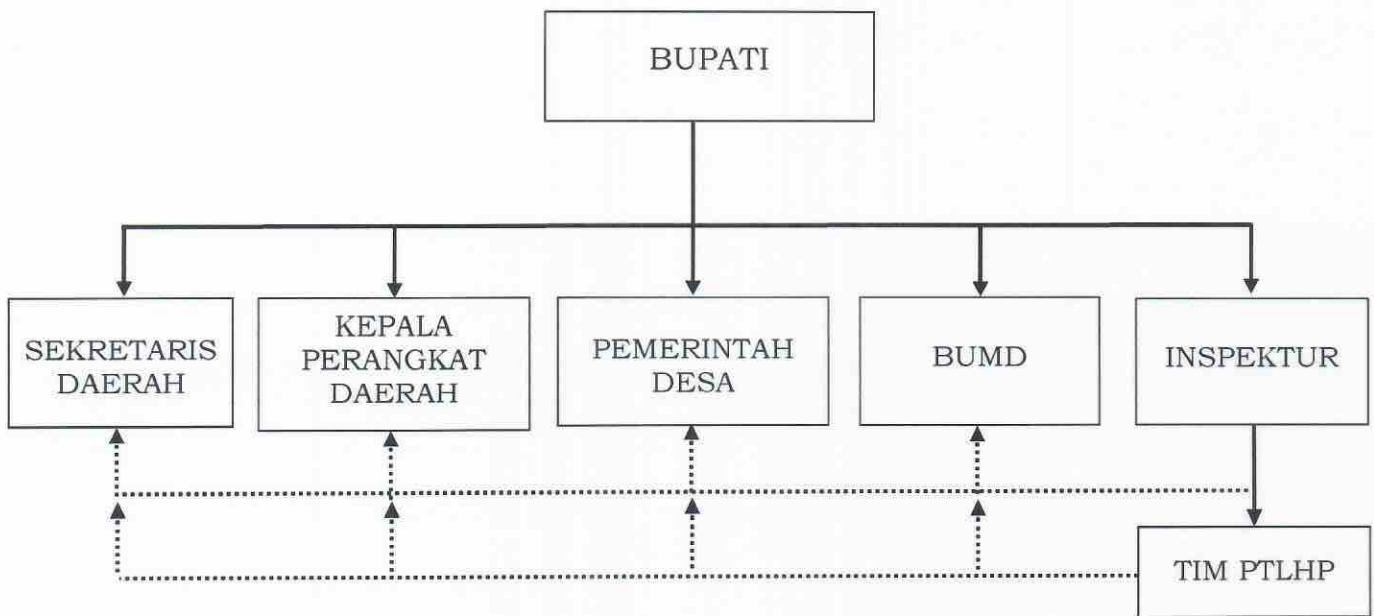 BUPATI
SEKRETARIS
DAERAH
KEPALA
PERANGKAT
DAERAH
PEMERINTAH
DESA
BUMD
INSPEKTUR
TIM PTLHP